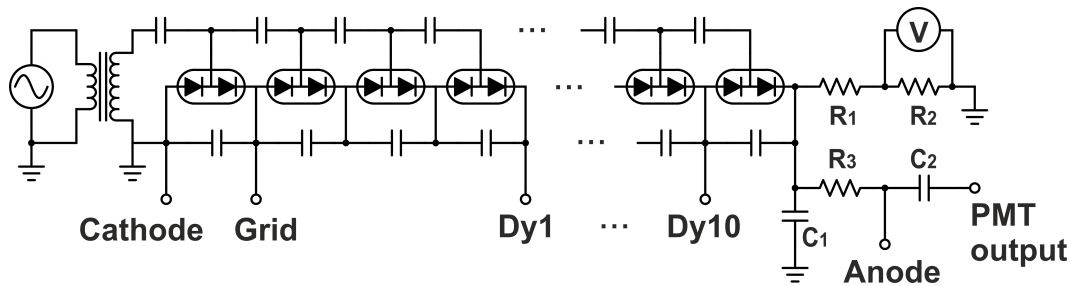 ...
V
...
R1
R2
...
R3
C2
Cathode
Grid
Dy1
...
Dy10
C1
Anode
PMT
output